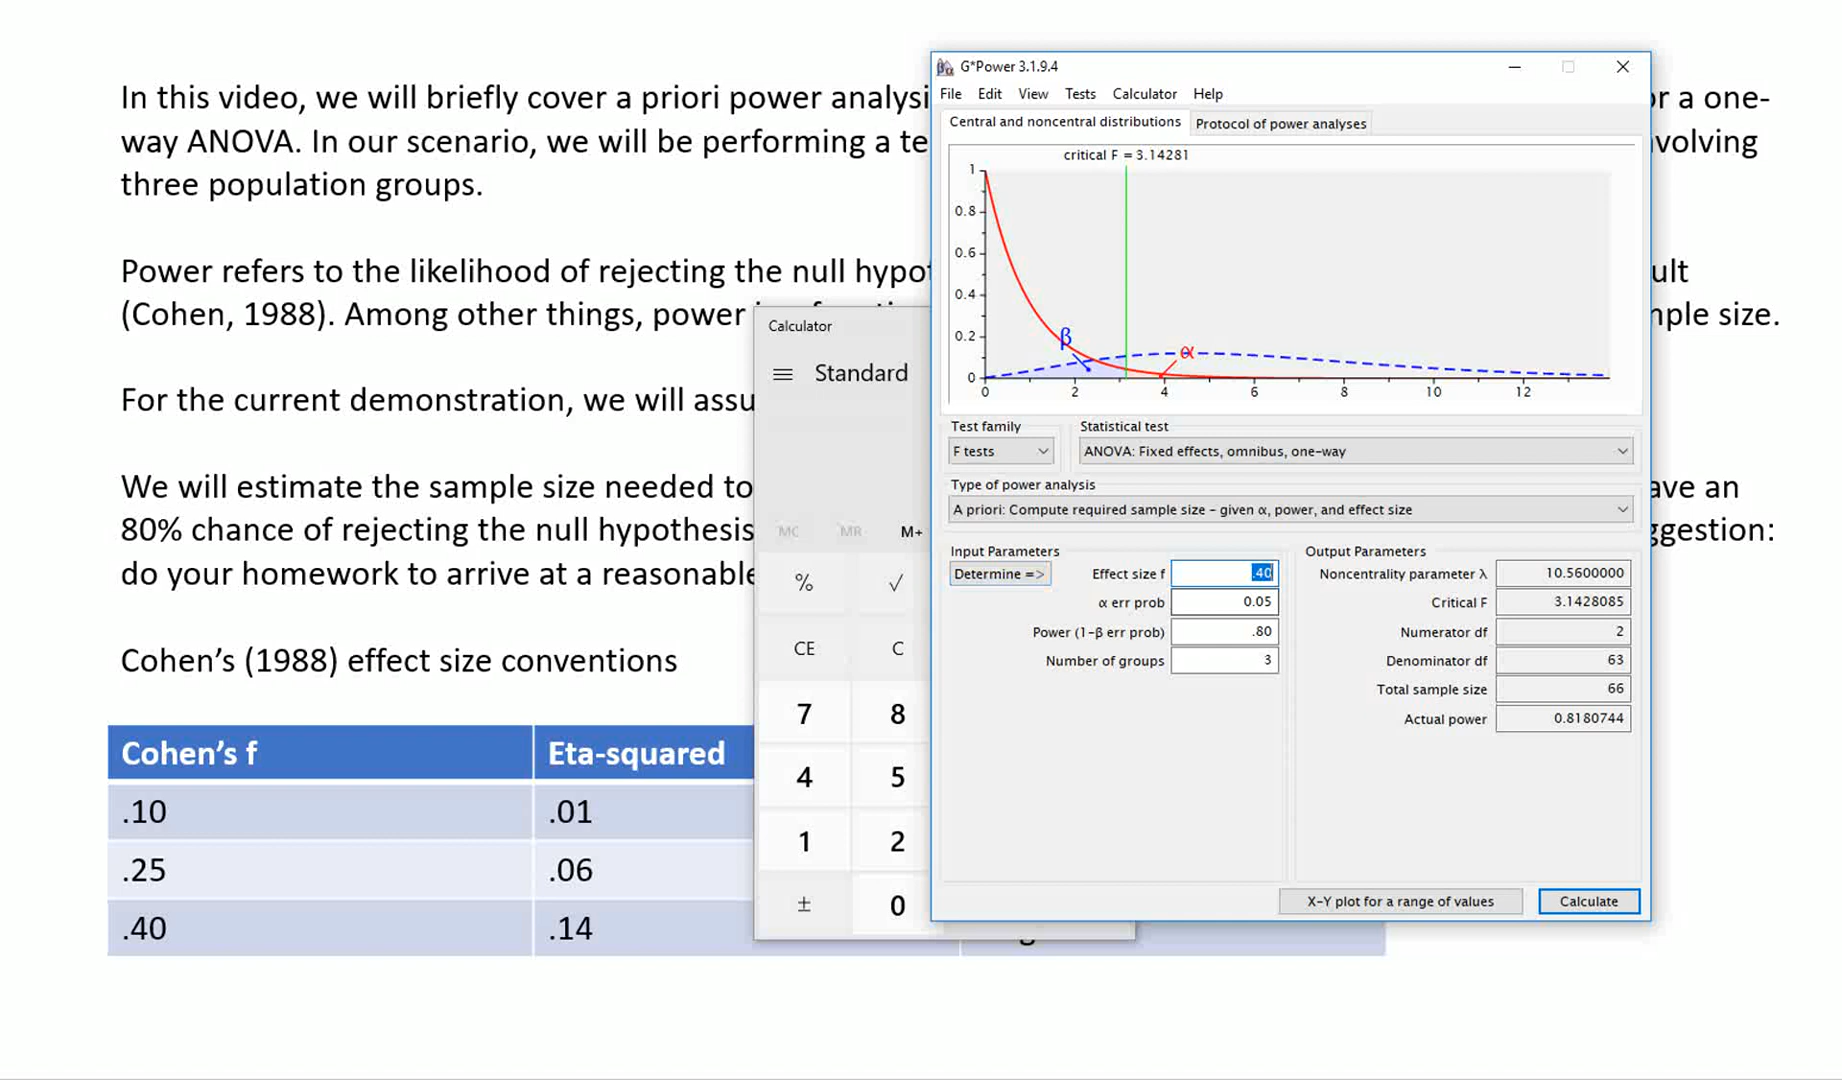 In this video, we will briefly cover a priori power
way ANOVA. In our scenario, we will be performing a
three population groups.
Power refers to the likelihood of rejecting the null
(Cohen, 1988). Among other things, power
For the current demonstration, we will
We will estimate the sample size needed to
80% chance of rejecting the null hypothesis
do your homework to arrive at a
Cohen’s (1988) effect size conventions
Cohen’s f Eta-squared
.10 .01
.25 .06
.40 .14
or a one-
ave an
sample size.
Calculator
Standard
MC MR M+
% √
CE C
7 8
4 5
1 2
± 0
G*Power 3.1.9.4
File Edit View Tests Calculator Help
Central and noncentral distributions Protocol of power analyses
critical F = 3.14281
1
0.8
0.6
0.4
0.2
0
β
α
0 2 4 6 8 10 12
Test family Statistical test
F tests ANOVA: Fixed effects, omnibus, one-way
Type of power analysis
A priori: Compute required sample size – given α, power, and effect size
Input Parameters Output Parameters
Determine => Effect size f .40 Noncentrality parameter λ 10.5600000
α err prob 0.05 Critical F 3.1428085
Power (1-β err prob) .80 Numerator df 2
Number of groups 3 Denominator df 63
Total sample size 66
Actual power 0.8180744
X-Y plot for a range of values Calculate